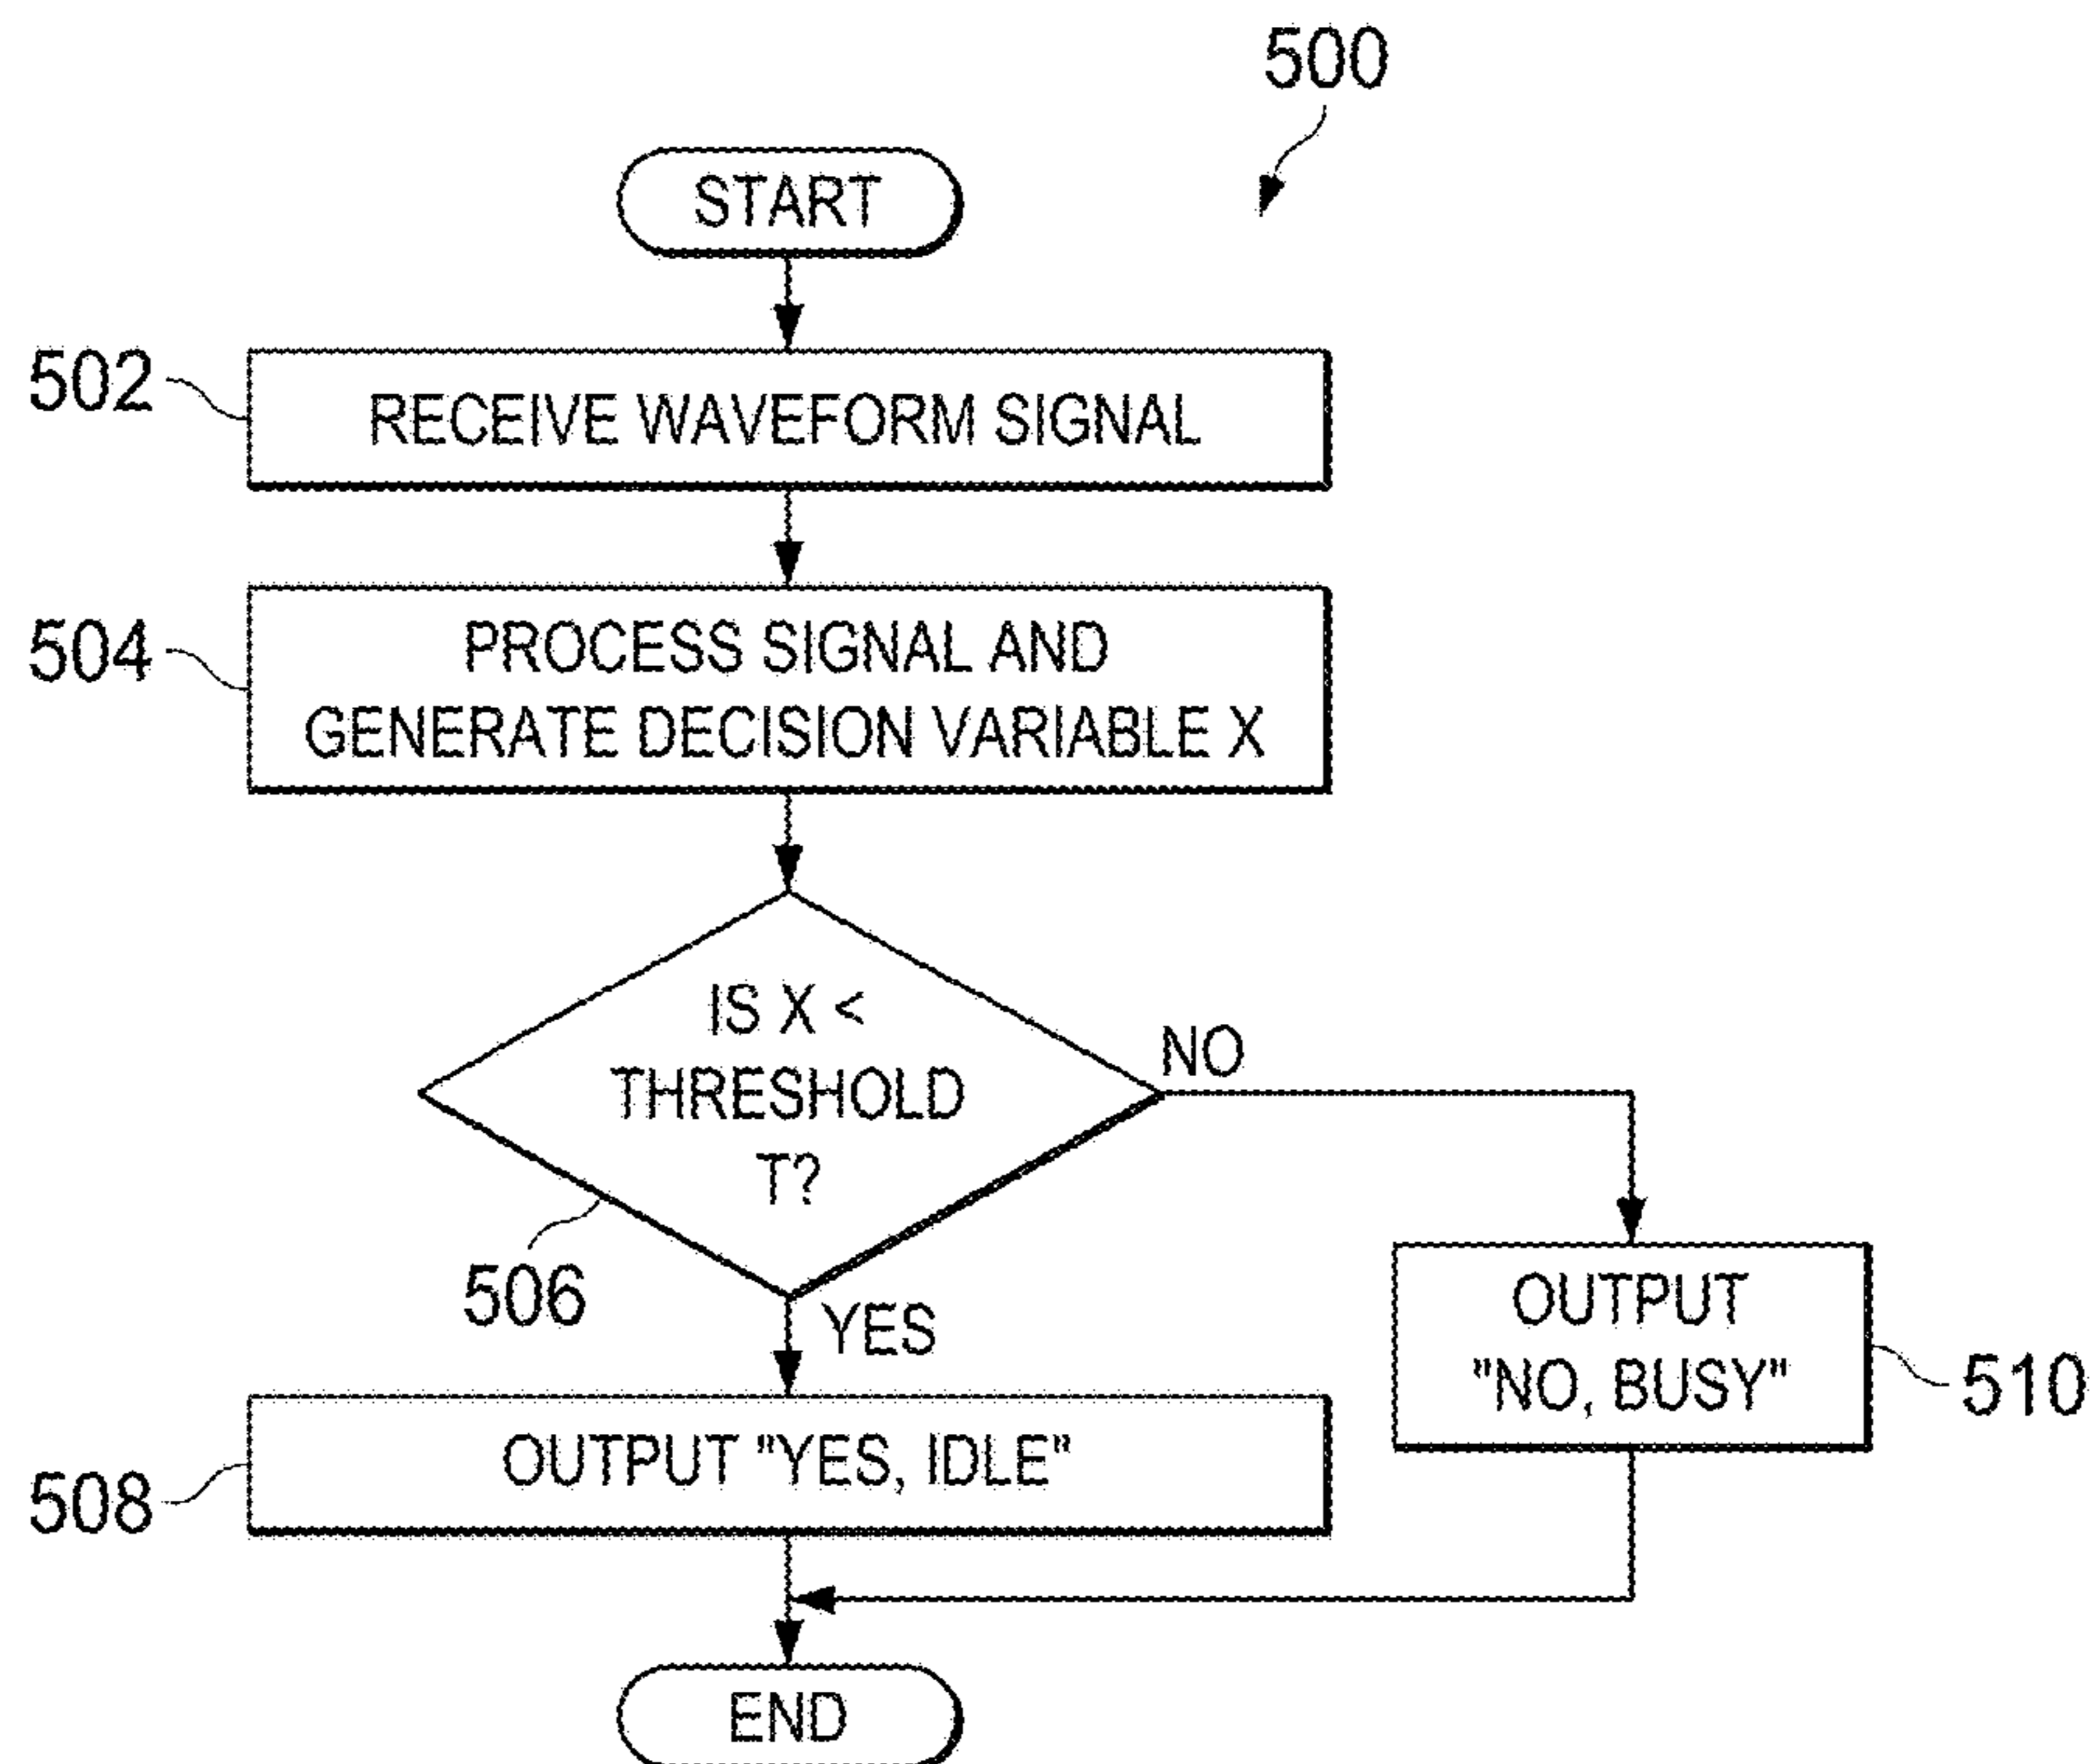 500
START
502
RECEIVE WAVEFORM SIGNAL
504
PROCESS SIGNAL AND
GENERATE DECISION VARIABLE X
IS X <
THRESHOLD
T?
NO
506
YES
OUTPUT
"NO, BUSY"
510
508
OUTPUT "YES, IDLE"
END